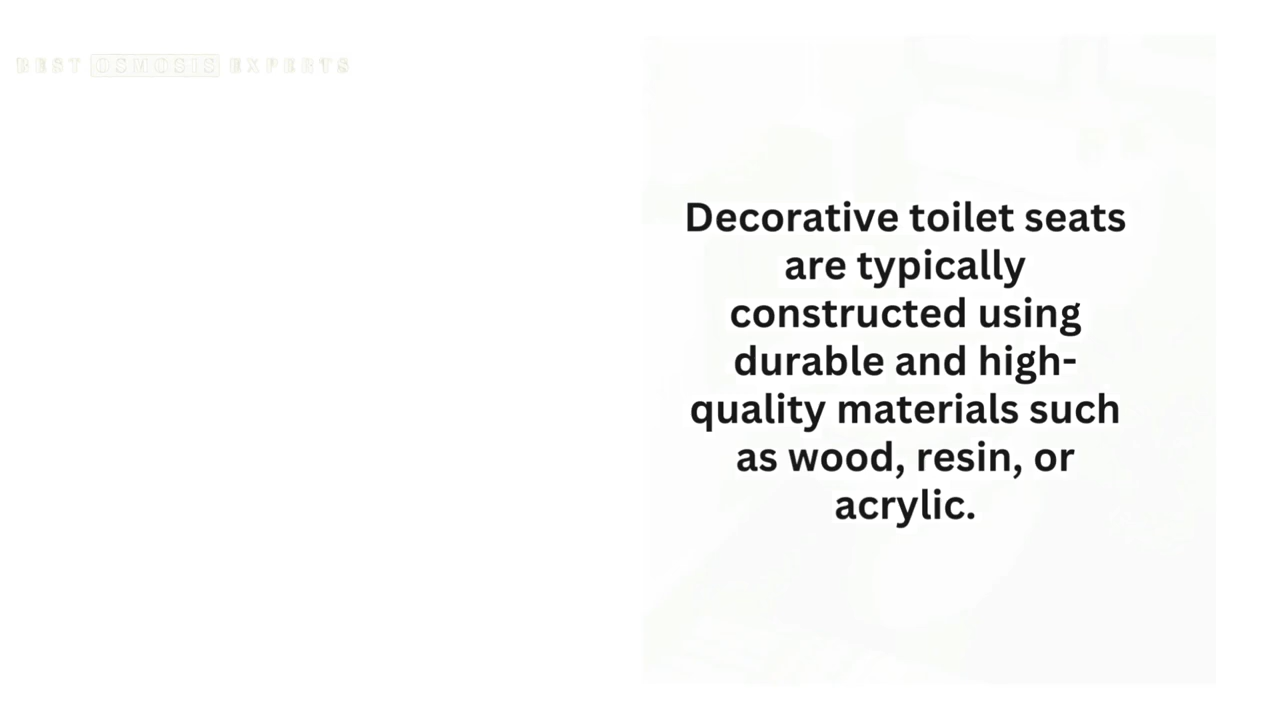 BEST OSMOSIS EXPERTS
Decorative toilet seats
are typically
constructed using
durable and high-
quality materials such
as wood, resin, or
acrylic.